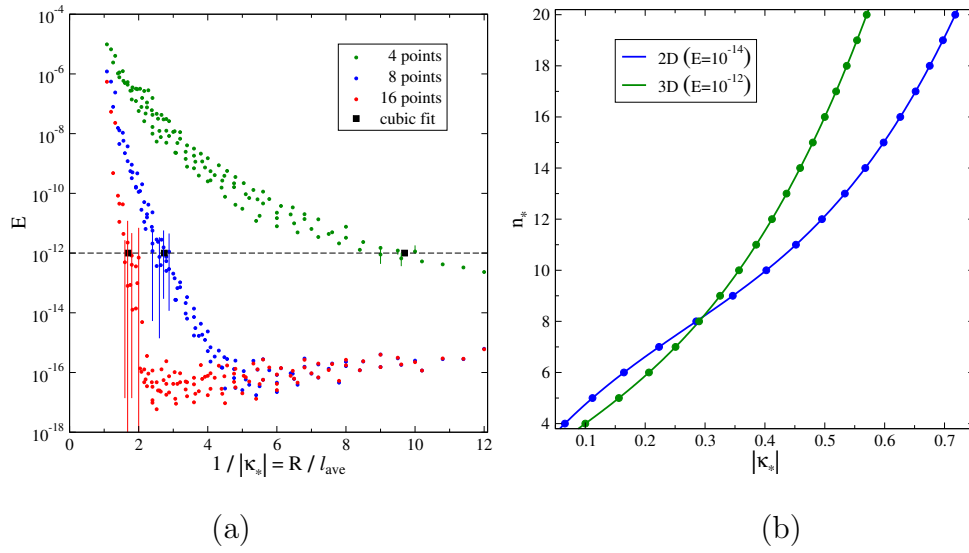 10^-4
10^-6
10^-8
10^-10
10^-12
10^-14
10^-16
10^-18
E
4 points
8 points
16 points
cubic fit
0 2 4 6 8 10 12
1 / |κ*| = R / l_ave
(a)
20
18
16
14
12
10
8
6
4
n*
2D (E=10^-14)
3D (E=10^-12)
0.1 0.2 0.3 0.4 0.5 0.6 0.7
|κ*|
(b)